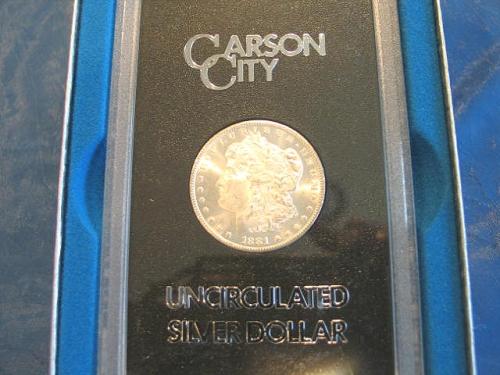 CARSON
CITY
1881
UNCIRCULATED
SILVER DOLLAR